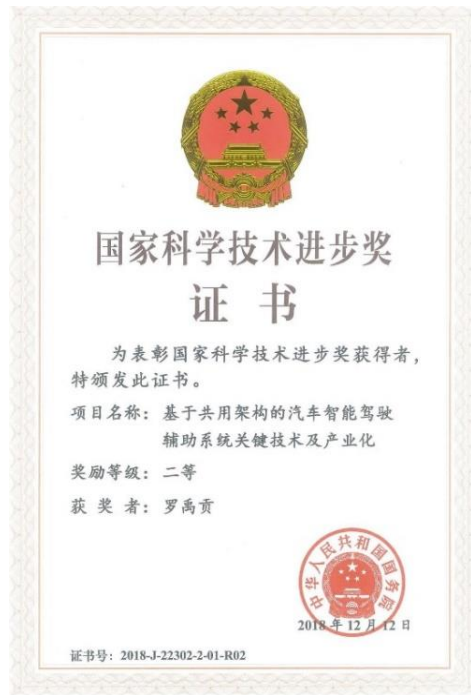 国家科学技术进步奖
证书
为表彰国家科学技术进步奖获得者，
特颁发此证书。
项目名称：基于共用架构的汽车智能驾驶
辅助系统关键技术及产业化
奖励等级：二等
获奖者：罗禹贡
中华人民共和国国务院
2018年12月12日
证书号：2018-J-22302-2-01-R02